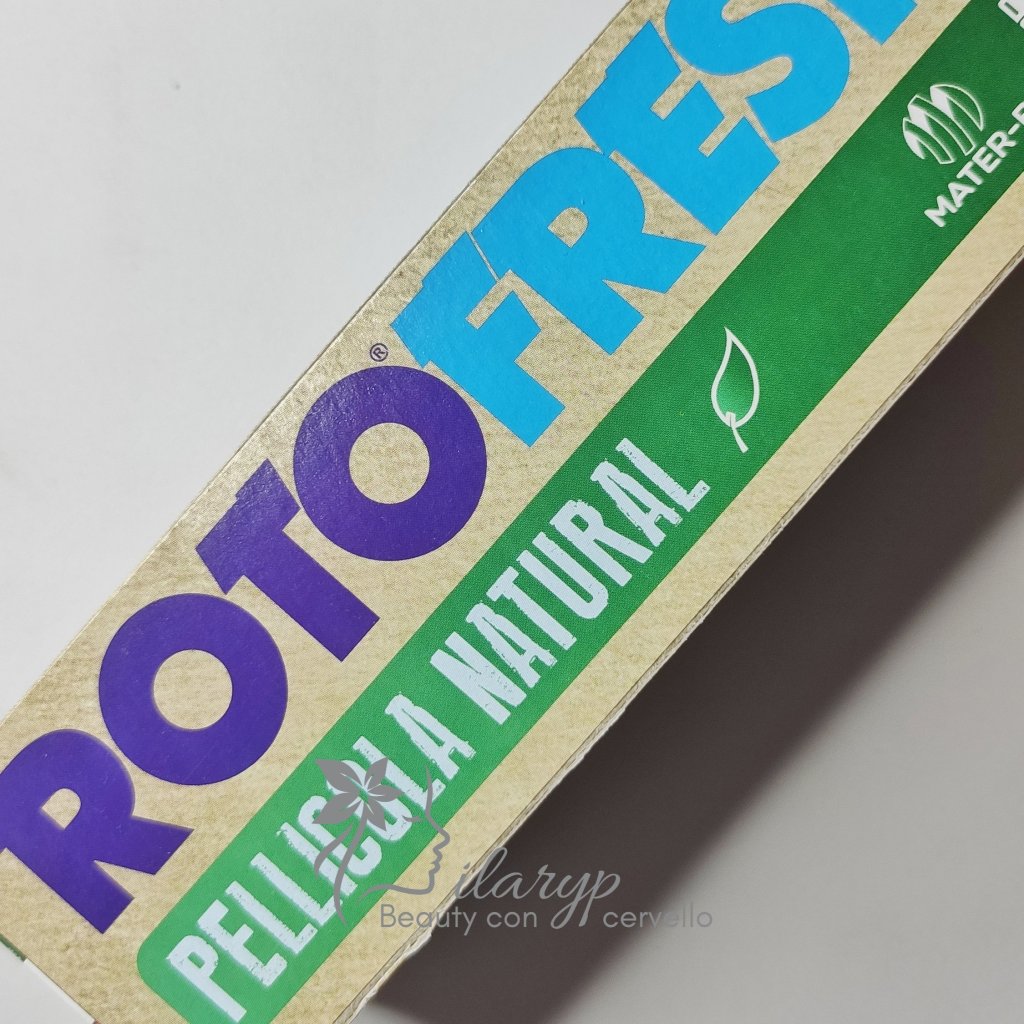 ROTO® FRES
MATER-
PELLICOLA NATURAL
ilaryp
Beauty con cervello